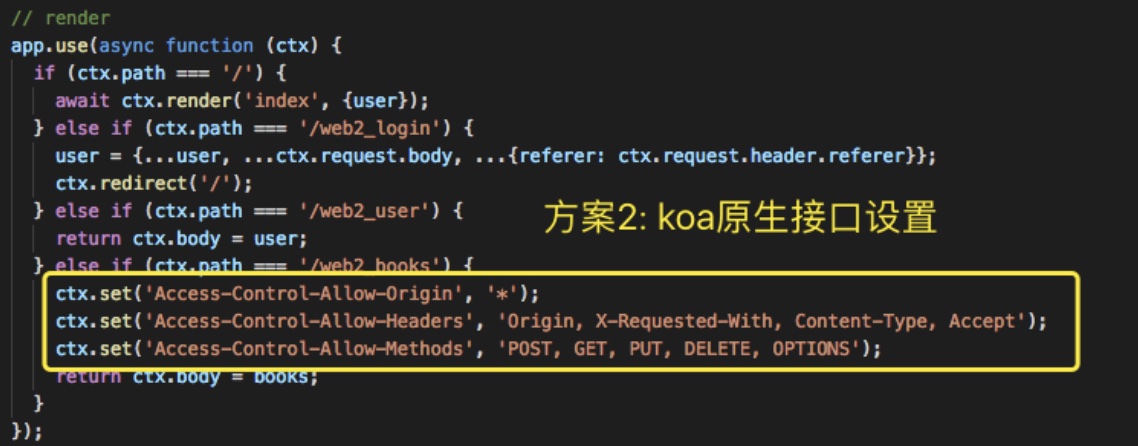 // render
app.use(async function (ctx) {
if (ctx.path === '/') {
await ctx.render('index', {user});
} else if (ctx.path === '/web2_login') {
user = {...user, ...ctx.request.body, ...{referer: ctx.request.header.referer}};
ctx.redirect('/');
} else if (ctx.path === '/web2_user') {
方案2: koa原生接口设置
return ctx.body = user;
} else if (ctx.path === '/web2_books') {
ctx.set('Access-Control-Allow-Origin', '*');
ctx.set('Access-Control-Allow-Headers', 'Origin, X-Requested-With, Content-Type, Accept');
ctx.set('Access-Control-Allow-Methods', 'POST, GET, PUT, DELETE, OPTIONS');
return ctx.body = books;
}
});